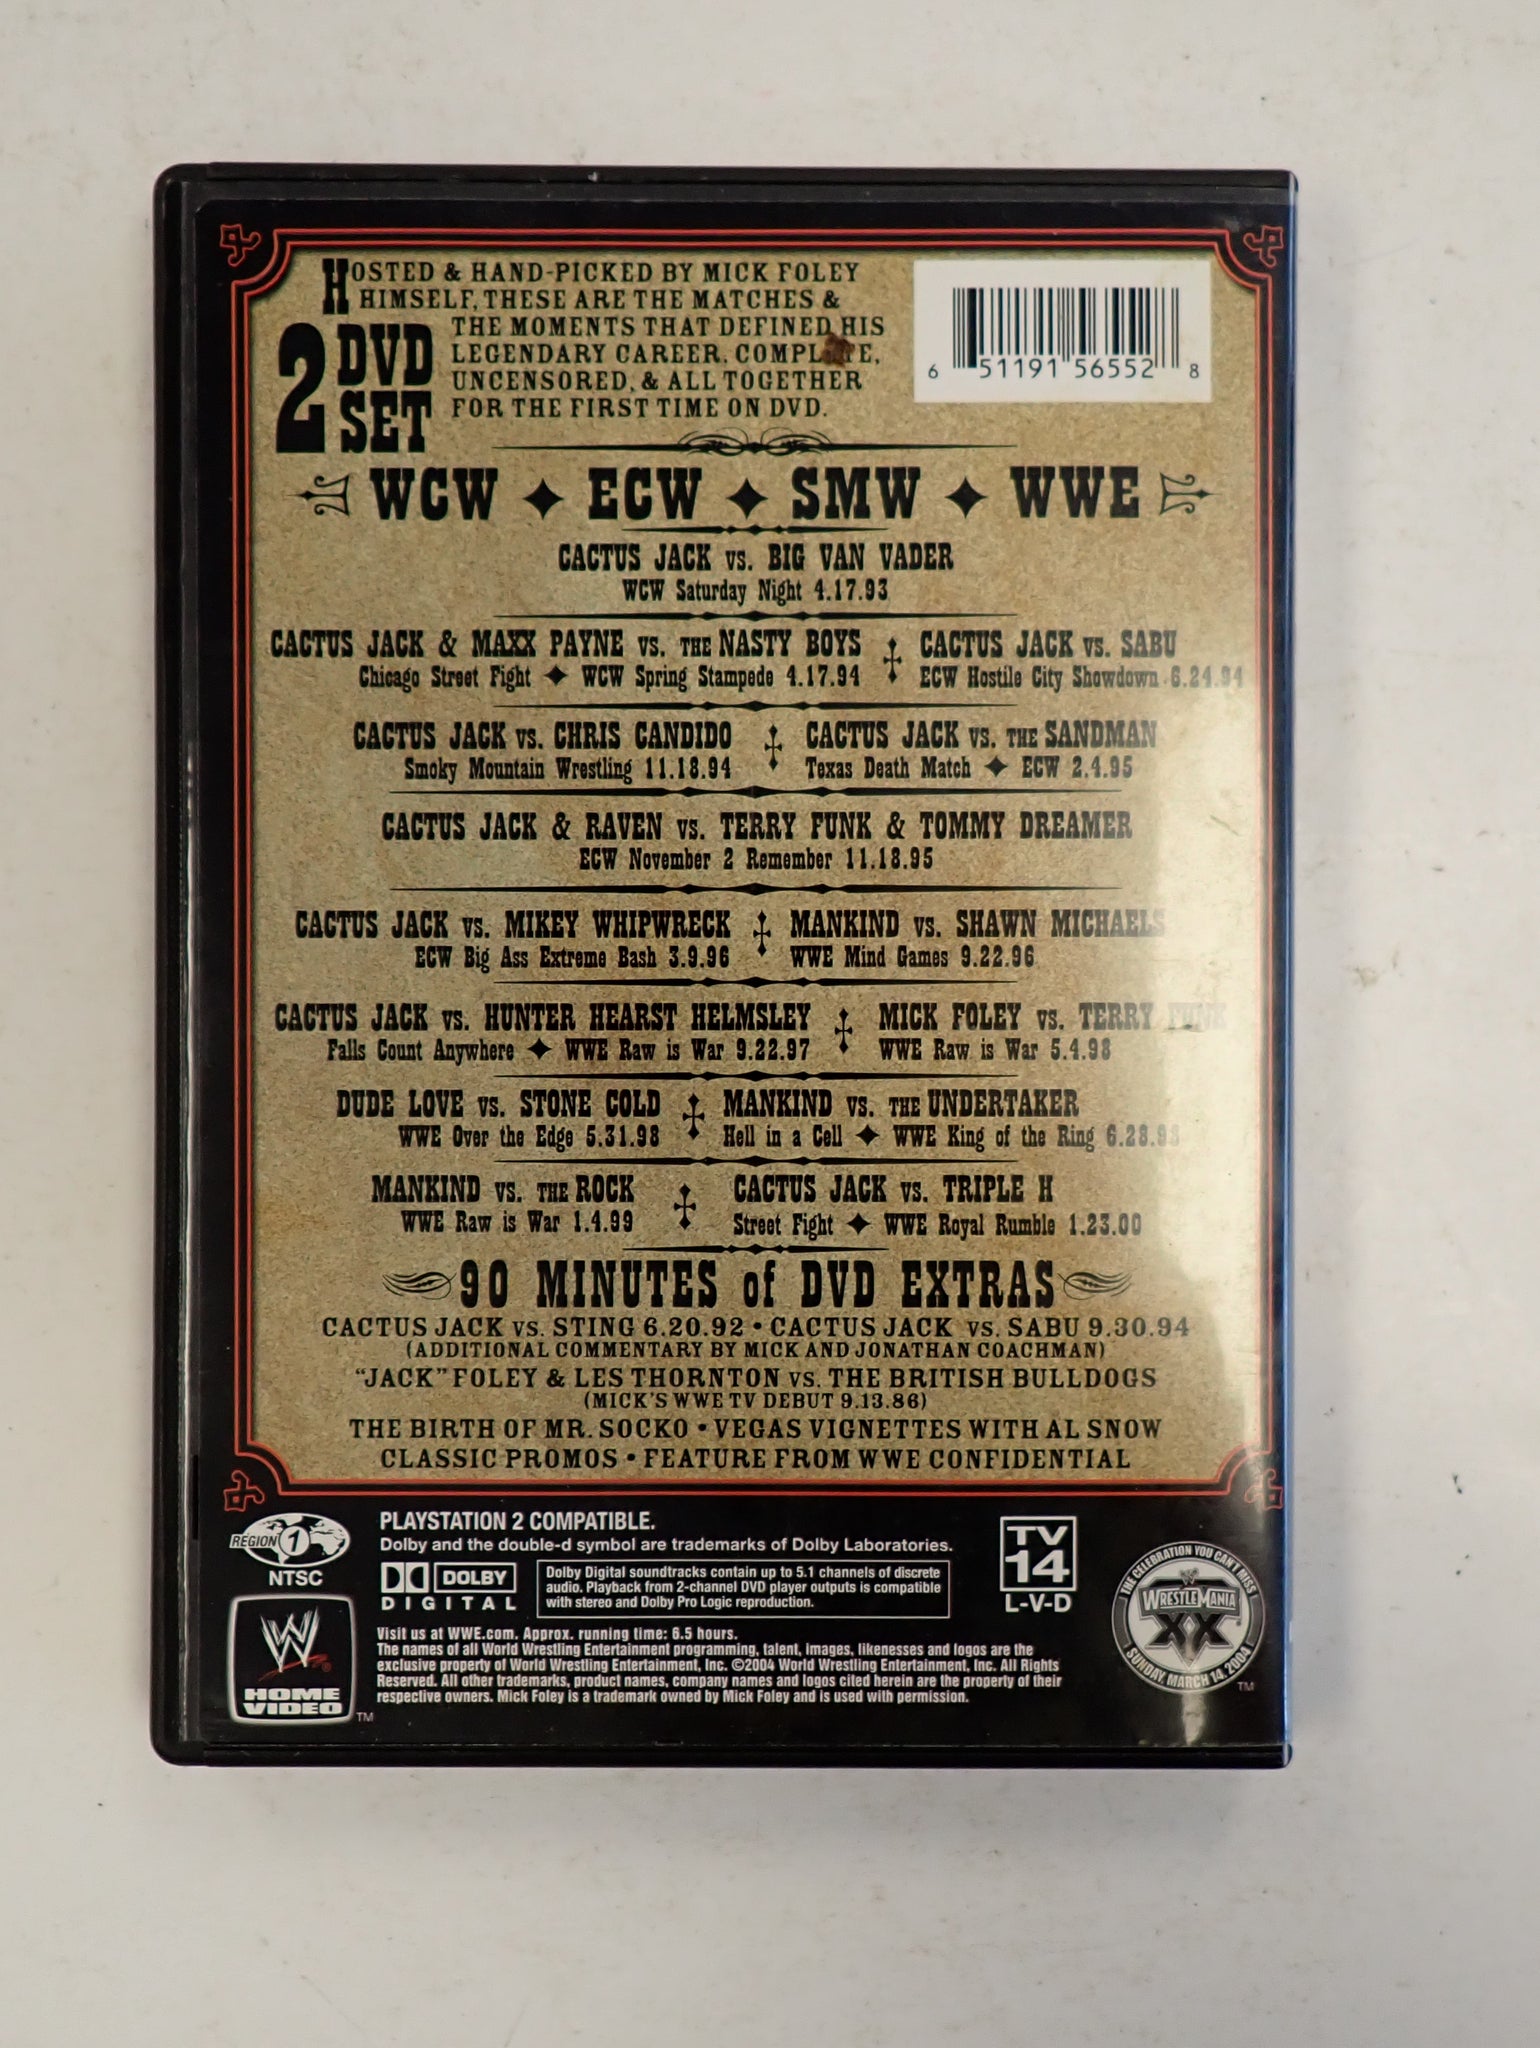 HOSTED & HAND-PICKED BY MICK FOLEY
HIMSELF, THESE ARE THE MATCHES &
THE MOMENTS THAT DEFINED HIS
LEGENDARY CAREER. COMPLETE,
UNCENSORED, & ALL TOGETHER
FOR THE FIRST TIME ON DVD.
2 DVD
SET
6 51191 56552 8
WCW ECW SMW WWE
CACTUS JACK VS. BIG VAN VADER
WCW Saturday Night 4.17.93
CACTUS JACK & MAXX PAYNE VS. THE NASTY BOYS
Chicago Street Fight WCW Spring Stampede 4.17.94
CACTUS JACK VS. SABU
ECW Hostile City Showdown 6.24.94
CACTUS JACK VS. CHRIS CANDIDO
Smoky Mountain Wrestling 11.18.94
CACTUS JACK VS. THE SANDMAN
Texas Death Match ECW 2.4.95
CACTUS JACK & RAVEN VS. TERRY FUNK & TOMMY DREAMER
ECW November 2 Remember 11.18.95
CACTUS JACK VS. MIKEY WHIPWRECK
ECW Big Ass Extreme Bash 3.9.96
MANKIND VS. SHAWN MICHAELS
WWE Mind Games 9.22.96
CACTUS JACK VS. HUNTER HEARST HELMSLEY
Falls Count Anywhere WWE Raw is War 9.22.97
MICK FOLEY VS. TERRY FUNK
WWE Raw is War 5.4.98
DUDE LOVE VS. STONE COLD
WWE Over the Edge 5.31.98
MANKIND VS. THE UNDERTAKER
Hell in a Cell WWE King of the Ring 6.28.98
MANKIND VS. THE ROCK
WWE Raw is War 1.4.99
CACTUS JACK VS. TRIPLE H
Street Fight WWE Royal Rumble 1.23.00
90 MINUTES of DVD EXTRAS
CACTUS JACK VS. STING 6.20.92 • CACTUS JACK VS. SABU 9.30.94
(ADDITIONAL COMMENTARY BY MICK AND JONATHAN COACHMAN)
"JACK" FOLEY & LES THORNTON VS. THE BRITISH BULLDOGS
(MICK'S WWE TV DEBUT 9.13.86)
THE BIRTH OF MR. SOCKO • VEGAS VIGNETTES WITH AL SNOW
CLASSIC PROMOS • FEATURE FROM WWE CONFIDENTIAL
REGION 1
NTSC
PLAYSTATION 2 COMPATIBLE.
Dolby and the double-d symbol are trademarks of Dolby Laboratories.
DOLBY
DIGITAL
Dolby Digital soundtracks contain up to 5.1 channels of discrete
audio. Playback from 2-channel DVD player outputs is compatible
with stereo and Dolby Pro Logic reproduction.
TV
14
L-V-D
THE CELEBRATION YOU CAN'T MISS
WRESTLEMANIA
XX
SUNDAY, MARCH 14, 2004
TM
W
HOME
VIDEO
TM
Visit us at WWE.com. Approx. running time: 6.5 hours.
The names of all World Wrestling Entertainment programming, talent, images, likenesses and logos are the
exclusive property of World Wrestling Entertainment, Inc. ©2004 World Wrestling Entertainment, Inc. All Rights
Reserved. All other trademarks, product names, company names and logos cited herein are the property of their
respective owners. Mick Foley is a trademark owned by Mick Foley and is used with permission.